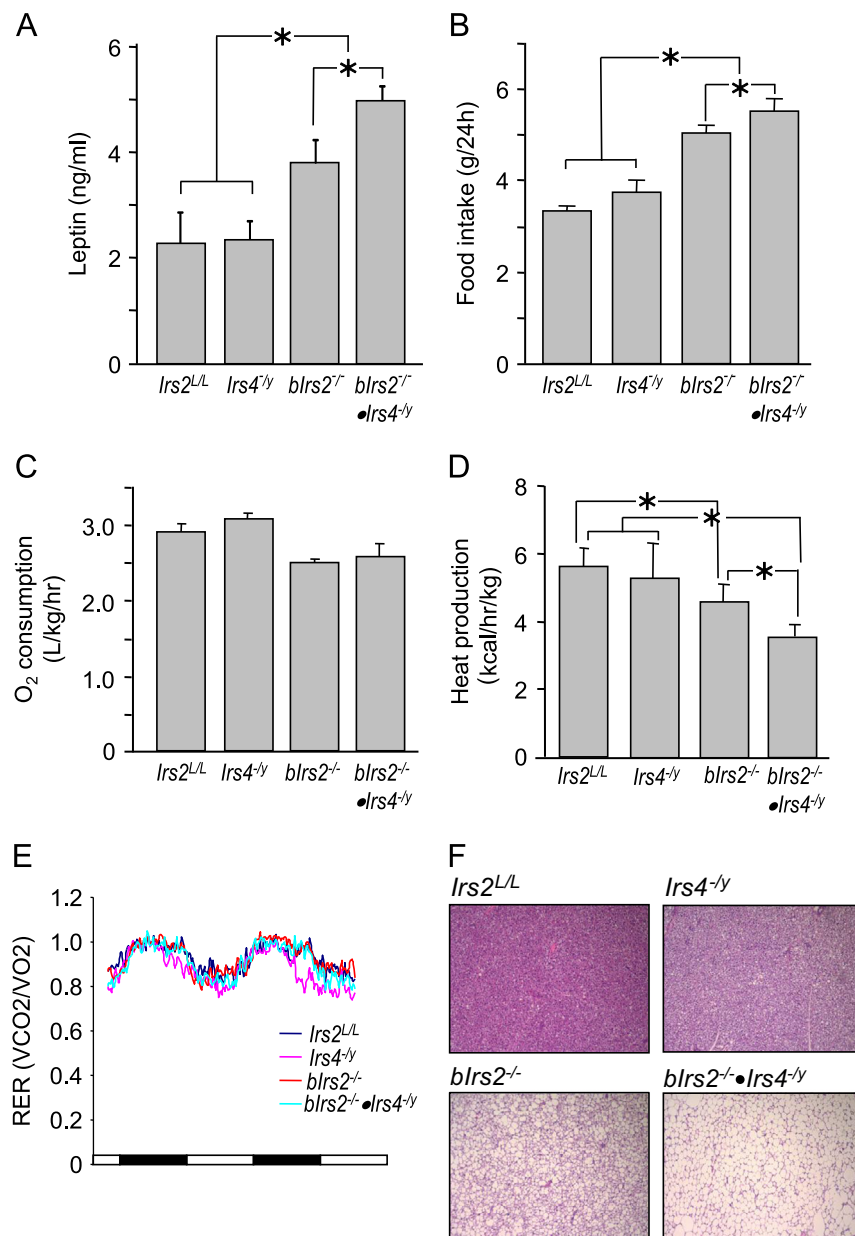 A
Leptin (ng/ml)
6
4
2
0
*
*
Irs2L/L
Irs4-/y
bIrs2-/-
bIrs2-/-
●Irs4-/y
B
Food intake (g/24h)
6
4
2
0
*
*
Irs2L/L
Irs4-/y
bIrs2-/-
bIrs2-/-
●Irs4-/y
C
O2 consumption
(L/kg/hr)
3.0
2.0
1.0
0
Irs2L/L
Irs4-/y
bIrs2-/-
bIrs2-/-
●Irs4-/y
D
Heat production
(kcal/hr/kg)
8
6
4
2
0
*
*
*
Irs2L/L
Irs4-/y
bIrs2-/-
bIrs2-/-
●Irs4-/y
E
RER (VCO2/VO2)
1.2
1.0
0.8
0.6
0.4
0.2
0
Irs2L/L
Irs4-/y
bIrs2-/-
bIrs2-/-●Irs4-/y
F
Irs2L/L
Irs4-/y
bIrs2-/-
bIrs2-/-●Irs4-/y